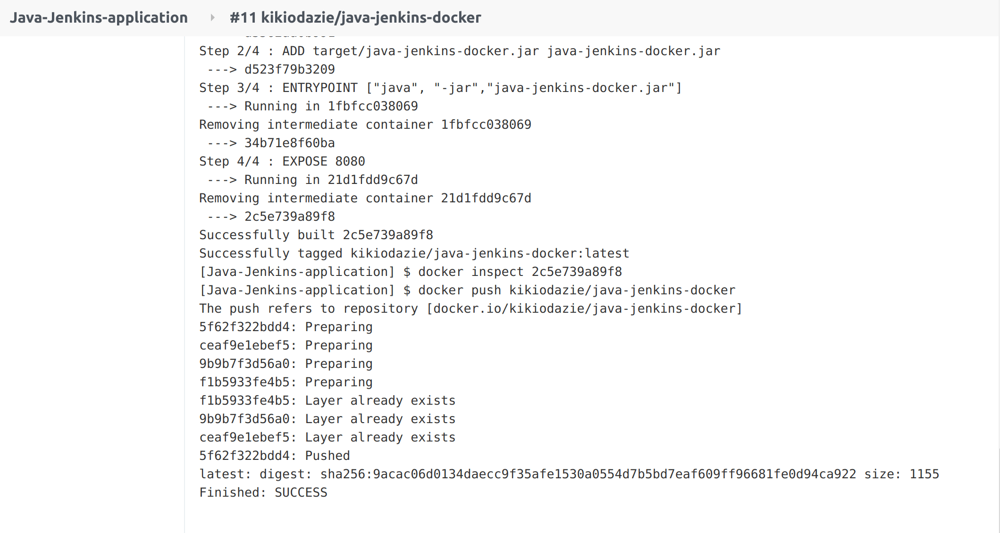 Java-Jenkins-application
#11 kikiodazie/java-jenkins-docker
Step 2/4 : ADD target/java-jenkins-docker.jar java-jenkins-docker.jar
 ---> d523f79b3209
Step 3/4 : ENTRYPOINT ["java", "-jar","java-jenkins-docker.jar"]
 ---> Running in 1fbfcc038069
Removing intermediate container 1fbfcc038069
 ---> 34b71e8f60ba
Step 4/4 : EXPOSE 8080
 ---> Running in 21d1fdd9c67d
Removing intermediate container 21d1fdd9c67d
 ---> 2c5e739a89f8
Successfully built 2c5e739a89f8
Successfully tagged kikiodazie/java-jenkins-docker:latest
[Java-Jenkins-application] $ docker inspect 2c5e739a89f8
[Java-Jenkins-application] $ docker push kikiodazie/java-jenkins-docker
The push refers to repository [docker.io/kikiodazie/java-jenkins-docker]
5f62f322bdd4: Preparing
ceaf9e1ebef5: Preparing
9b9b7f3d56a0: Preparing
f1b5933fe4b5: Preparing
f1b5933fe4b5: Layer already exists
9b9b7f3d56a0: Layer already exists
ceaf9e1ebef5: Layer already exists
5f62f322bdd4: Pushed
latest: digest: sha256:9acac06d0134daecc9f35afe1530a0554d7b5bd7eaf609ff96681fe0d94ca922 size: 1155
Finished: SUCCESS